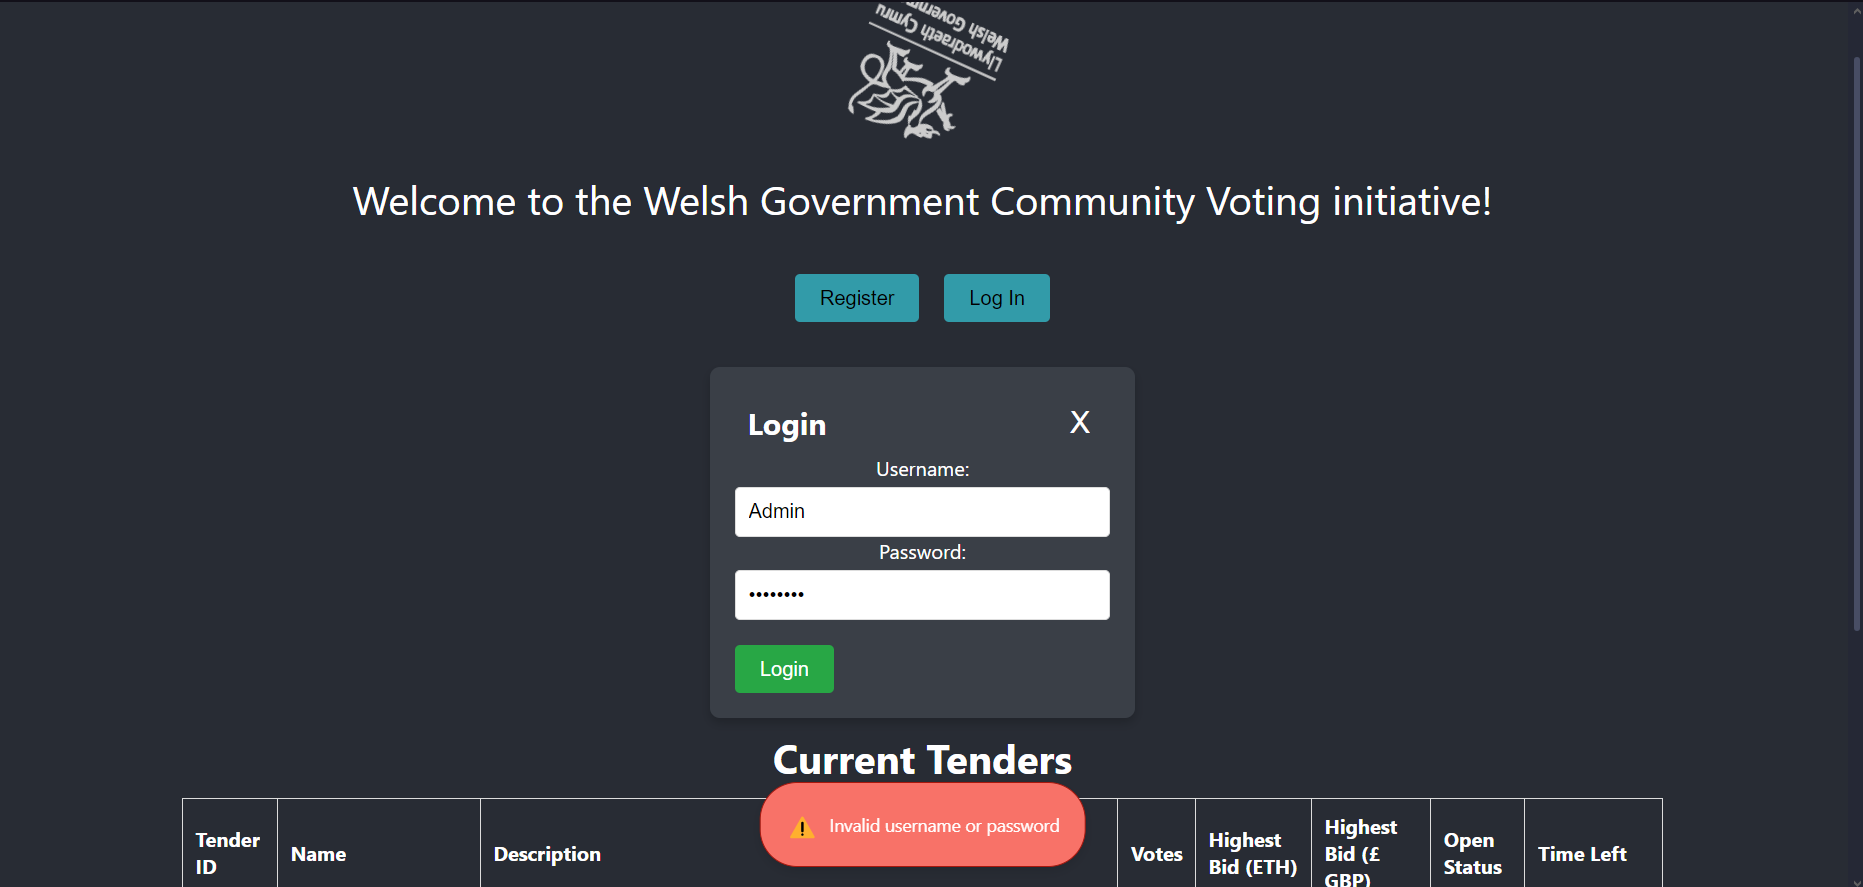 Llywodraeth Cymru
Welsh Governm
Welcome to the Welsh Government Community Voting initiative!
Register
Log In
Login
X
Username:
Admin
Password:
••••••••
Login
Current Tenders
Tender ID
Name
Description
Votes
Highest Bid (ETH)
Highest Bid (£ GBP)
Open Status
Time Left
Invalid username or password